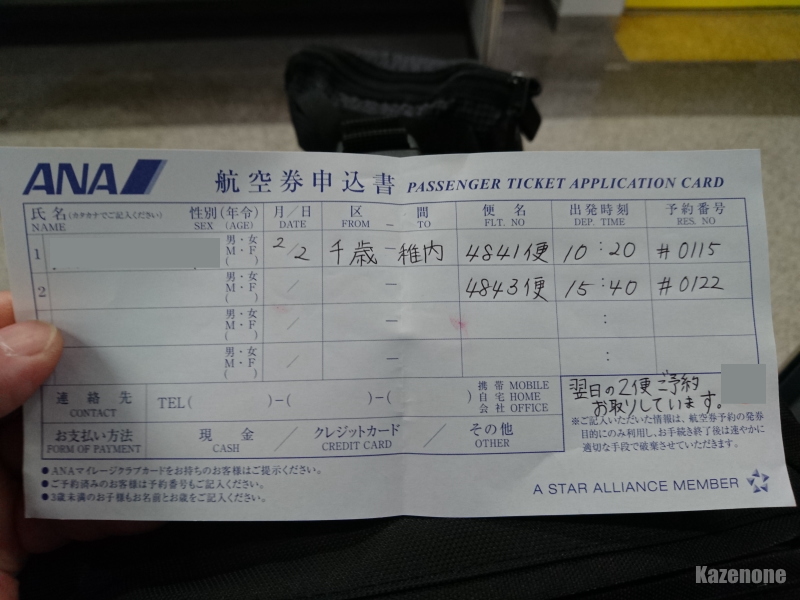 ANA 航空券申込書 PASSENGER TICKET APPLICATION CARD
氏名(カタカナでご記入ください) 性別(年令) 月/日 区 － 間 便名 出発時刻 予約番号
NAME SEX (AGE) DATE FROM TO FLT. NO DEP. TIME RES. NO
1 男・女 M・F ( ) 2/2 千歳－稚内 4841便 10:20 #0115
2 男・女 M・F ( ) / － 4843便 15:40 #0122
男・女 M・F ( ) / － :
男・女 M・F ( ) / － :
連絡先 CONTACT TEL( )-( )-( ) 携帯 MOBILE 自宅 HOME 会社 OFFICE
翌日の2便ご予約
お取りしています。
お支払い方法 FORM OF PAYMENT 現金 CASH / クレジットカード CREDIT CARD / その他 OTHER
※ご記入いただいた情報は、航空券予約の発券
目的にのみ利用し、お手続き終了後は速やかに
適切な手段で破棄させていただきます。
●ANAマイレージクラブカードをお持ちのお客様はご提示ください。
●ご予約済みのお客様は予約番号もご記入ください。
●3歳未満のお子様もお名前とお歳をご記入ください。
A STAR ALLIANCE MEMBER
Kazenone